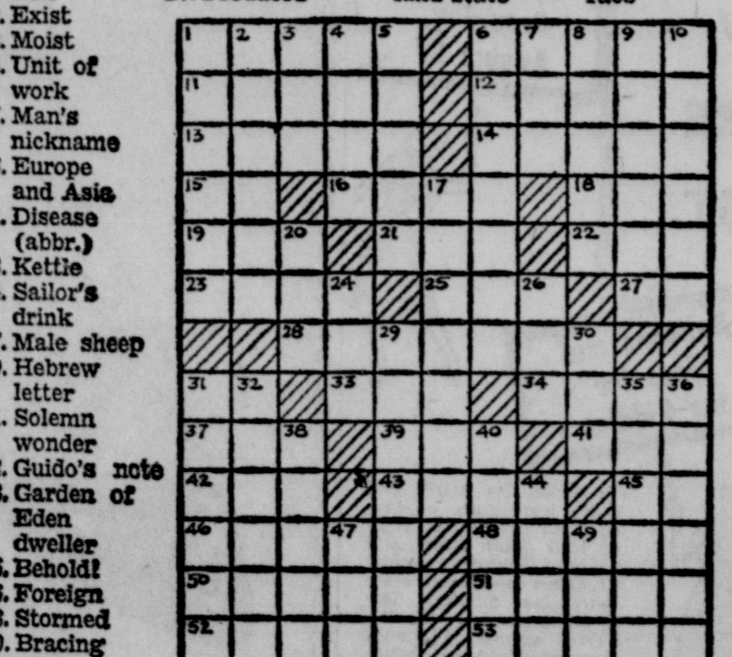 . Exist
. Moist
. Unit of
work
. Man's
nickname
. Europe
and Asia
. Disease
(abbr.)
. Kettle
. Sailor's
drink
. Male sheep
. Hebrew
letter
. Solemn
wonder
. Guido's note
. Garden of
Eden
dweller
. Behold!
. Foreign
. Stormed
. Bracing
1 2 3 4 5 6 7 8 9 10
11 12
13 14
15 16 17 18
19 20 21 22
23 24 25 26 27
28 29 30
31 32 33 34 35 36
37 38 39 40 41
42 43 44 45
46 47 48 49
50 51
52 53